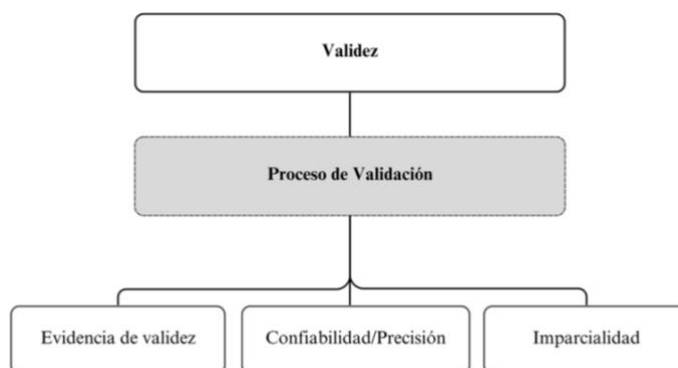 Validez
Proceso de Validación
Evidencia de validez
Confiabilidad/Precisión
Imparcialidad